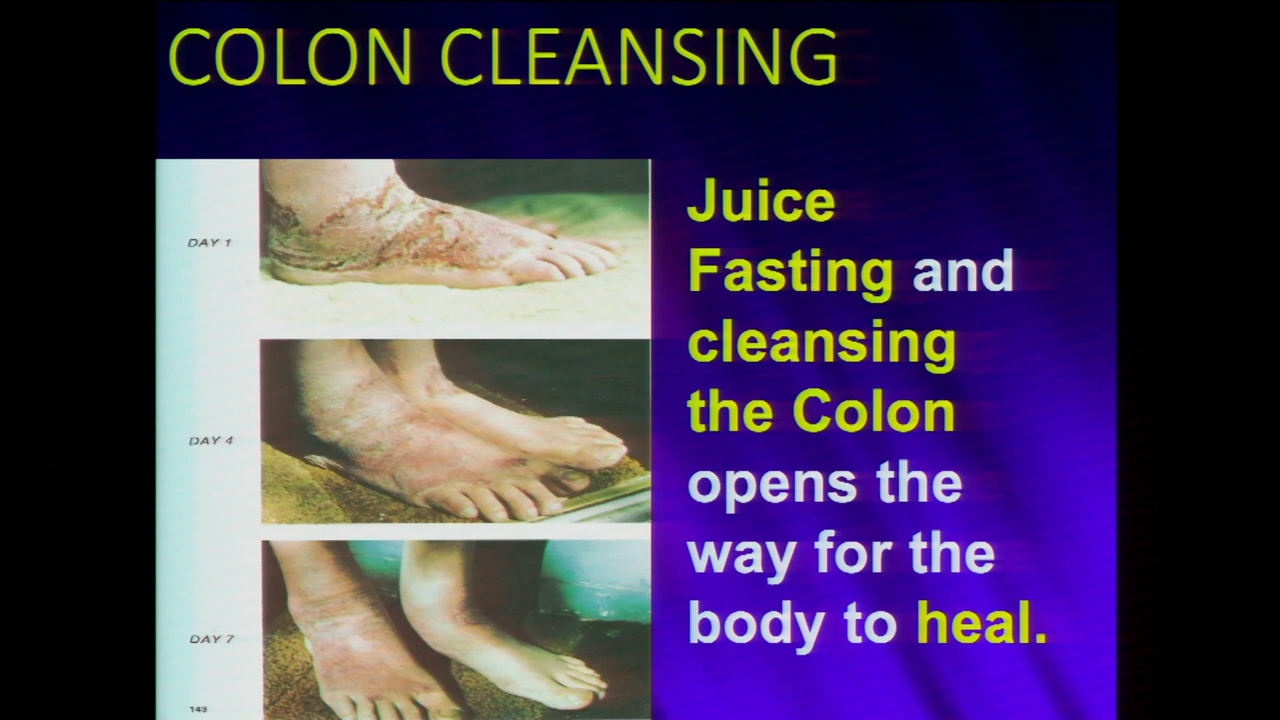 COLON CLEANSING
DAY 1
DAY 4
DAY 7
143
Juice
Fasting and
cleansing
the Colon
opens the
way for the
body to heal.